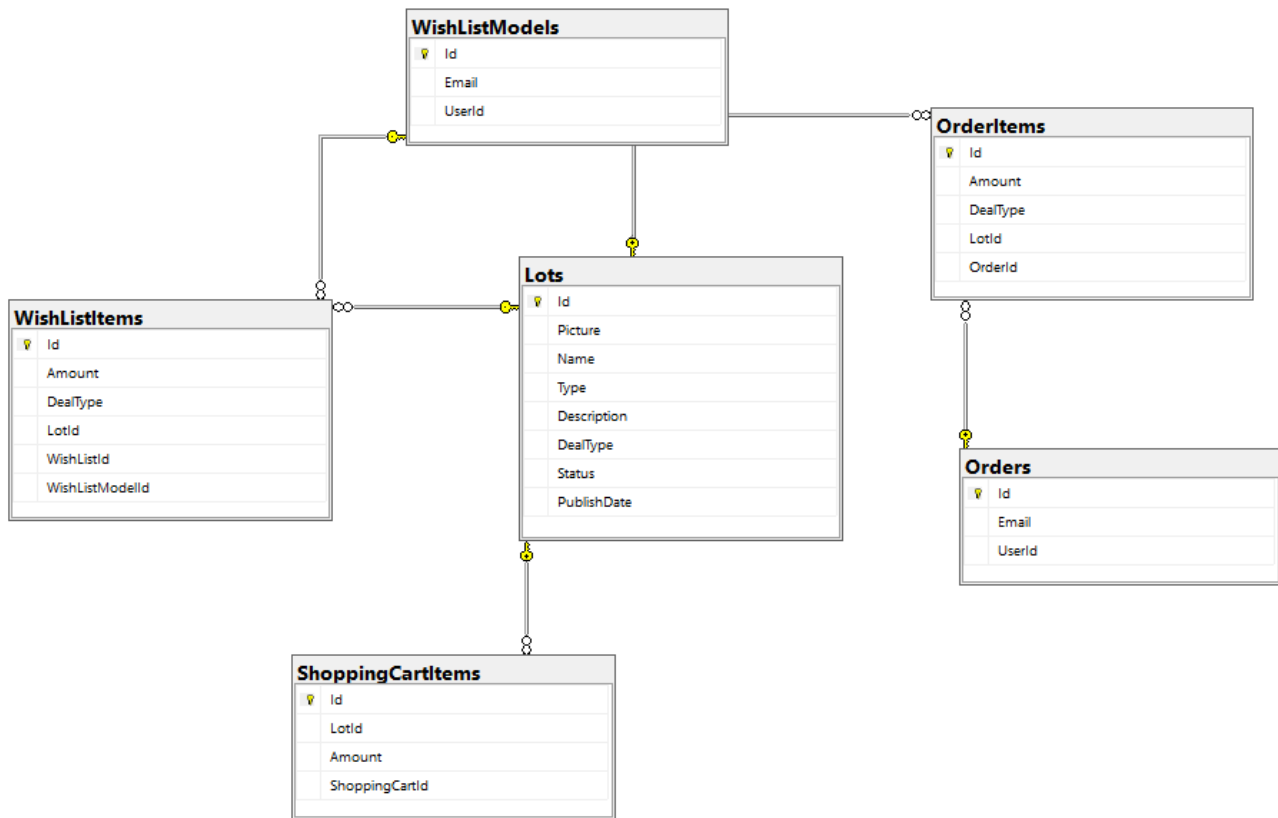 WishListModels
Id
Email
UserId
OrderItems
Id
Amount
DealType
LotId
OrderId
Lots
Id
Picture
Name
Type
Description
DealType
Status
PublishDate
WishListItems
Id
Amount
DealType
LotId
WishListId
WishListModelId
Orders
Id
Email
UserId
ShoppingCartItems
Id
LotId
Amount
ShoppingCartId